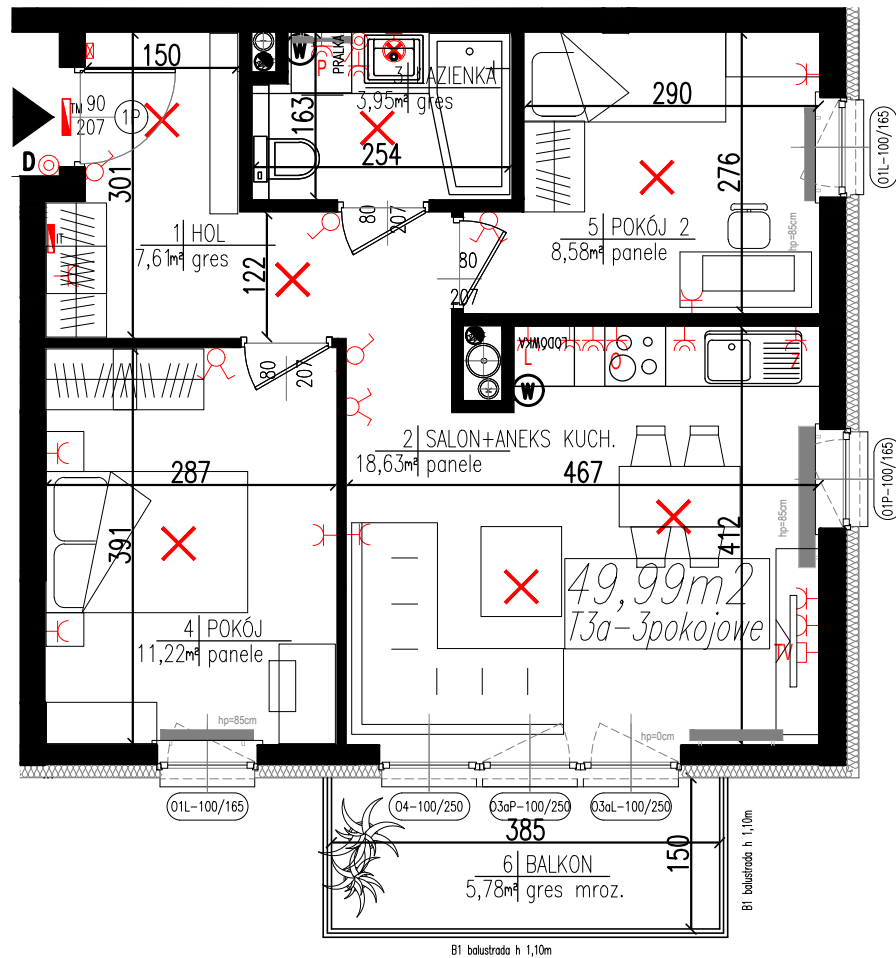 150
TM
90
207
1P
D
301
IT
1 HOL
7,61m² gres
122
W
PRALKA
P
3 ŁAZIENKA
3,95m² gres
163
254
80
207
290
276
5 POKÓJ 2
8,58m² panele
hp=85cm
01L-100/165
80
207
80
207
LODÓWKA
L
O
Z
W
2 SALON+ANEKS KUCH.
18,63m² panele
467
412
hp=85cm
01P-100/165
287
391
4 POKÓJ
11,22m² panele
49,99m2
T3a-3pokojowe
TV
hp=85cm
hp=0cm
01L-100/165
04-100/250
03aP-100/250
03aL-100/250
385
150
6 BALKON
5,78m² gres mroz.
B1 balustrada h 1,10m
B1 balustrada h 1,10m